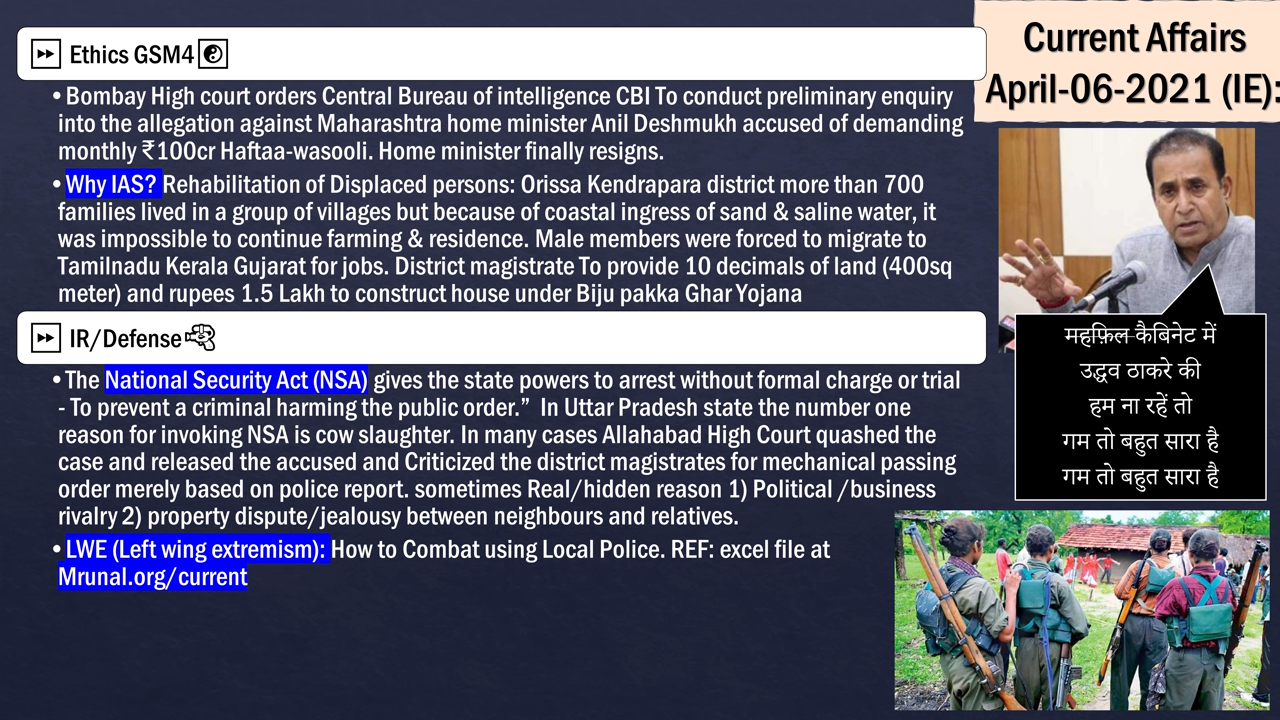 Current Affairs
April-06-2021 (IE):
Ethics GSM4
•Bombay High court orders Central Bureau of intelligence CBI To conduct preliminary enquiry
into the allegation against Maharashtra home minister Anil Deshmukh accused of demanding
monthly ₹100cr Haftaa-wasooli. Home minister finally resigns.
•Why IAS? Rehabilitation of Displaced persons: Orissa Kendrapara district more than 700
families lived in a group of villages but because of coastal ingress of sand & saline water, it
was impossible to continue farming & residence. Male members were forced to migrate to
Tamilnadu Kerala Gujarat for jobs. District magistrate To provide 10 decimals of land (400sq
meter) and rupees 1.5 Lakh to construct house under Biju pakka Ghar Yojana
IR/Defense
•The National Security Act (NSA) gives the state powers to arrest without formal charge or trial
- To prevent a criminal harming the public order.” In Uttar Pradesh state the number one
reason for invoking NSA is cow slaughter. In many cases Allahabad High Court quashed the
case and released the accused and Criticized the district magistrates for mechanical passing
order merely based on police report. sometimes Real/hidden reason 1) Political /business
rivalry 2) property dispute/jealousy between neighbours and relatives.
•LWE (Left wing extremism): How to Combat using Local Police. REF: excel file at
Mrunal.org/current
महफ़िल कैबिनेट में
उद्धव ठाकरे की
हम ना रहें तो
गम तो बहुत सारा है
गम तो बहुत सारा है